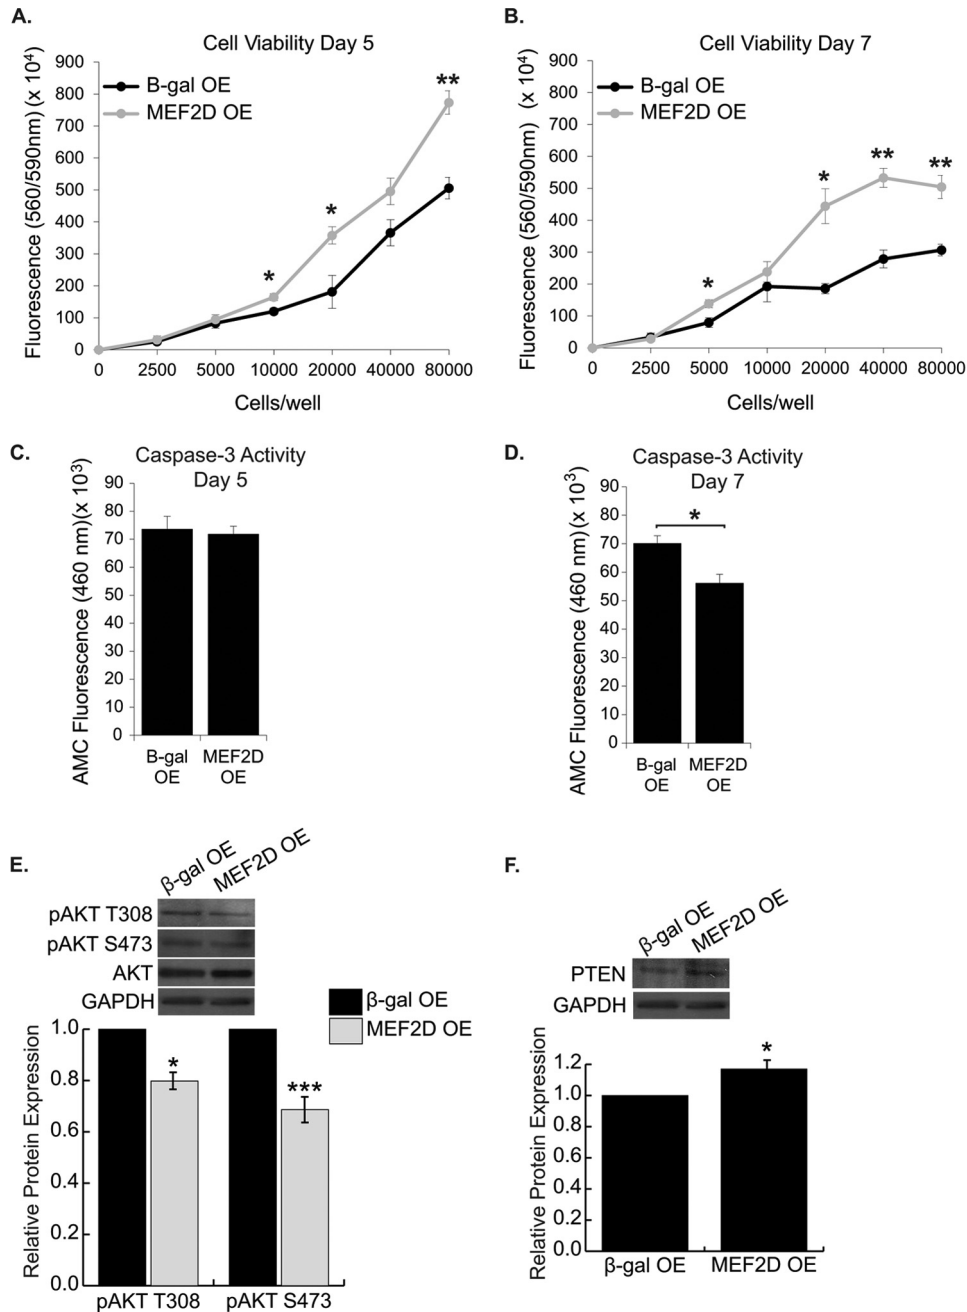 A.
Cell Viability Day 5
Fluorescence (560/590nm) (x 10⁴)
900
800
700
600
500
400
300
200
100
0
B-gal OE
MEF2D OE
*
*
**
0 2500 5000 10000 20000 40000 80000
Cells/well
B.
Cell Viability Day 7
Fluorescence (560/590nm) (x 10⁴)
900
800
700
600
500
400
300
200
100
0
B-gal OE
MEF2D OE
*
*
**
**
0 2500 5000 10000 20000 40000 80000
Cells/well
C.
Caspase-3 Activity
Day 5
AMC Fluorescence (460 nm)(x 10³)
90
80
70
60
50
40
30
20
10
0
B-gal MEF2D
OE OE
D.
Caspase-3 Activity
Day 7
AMC Fluorescence (460 nm)(x 10³)
90
80
70
60
50
40
30
20
10
0
*
B-gal MEF2D
OE OE
E.
β-gal OE MEF2D OE
pAKT T308
pAKT S473
AKT
GAPDH
β-gal OE
MEF2D OE
Relative Protein Expression
1.0
0.8
0.6
0.4
0.2
0.0
*
***
pAKT T308 pAKT S473
F.
β-gal OE MEF2D OE
PTEN
GAPDH
Relative Protein Expression
1.2
1.0
0.8
0.6
0.4
0.2
0.0
*
β-gal OE MEF2D OE